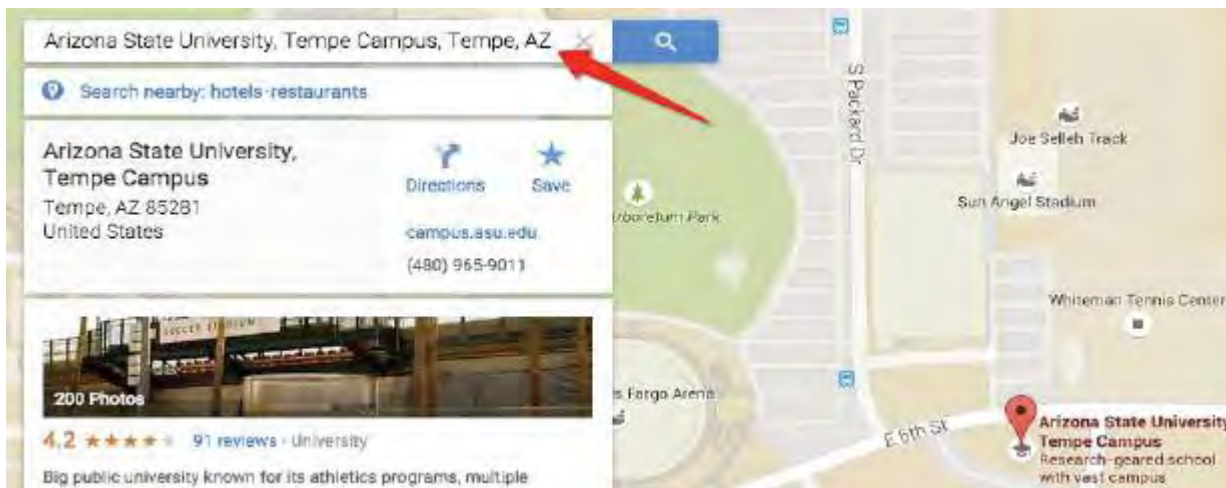 Arizona State University, Tempe Campus, Tempe, AZ
Search nearby: hotels - restaurants
Arizona State University,
Tempe Campus
Tempe, AZ 85281
United States
Directions
Save
campus.asu.edu
(480) 965-9011
SOCCER STADIUM
200 Photos
4.2
91 reviews - University
Big public university known for its athletics programs, multiple
S Packard Dr
Joe Selleh Track
Sun Angel Stadium
rboretum Park
Whiteman Tennis Center
s Fargo Arena
E 6th St
Arizona State University
Tempe Campus
Research-geared school
with vast campus